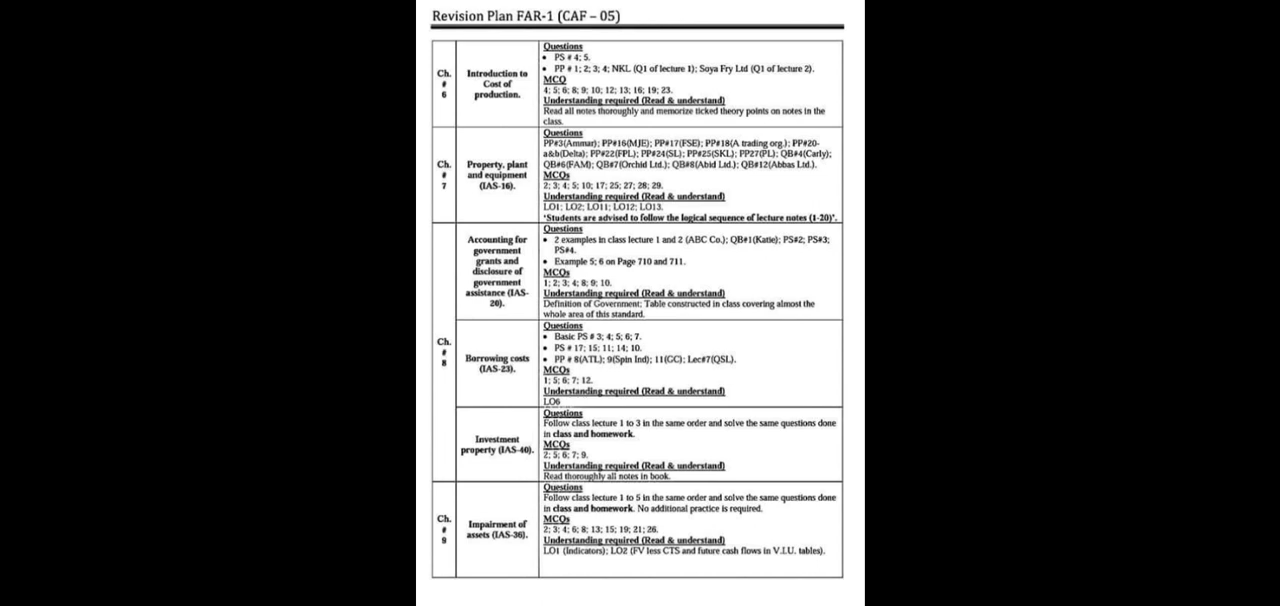 Revision Plan FAR-1 (CAF – 05)
Ch. # 6
Introduction to Cost of production.
Questions
• PS # 4; 5.
• PP # 1; 2; 3; 4; NKL (Q1 of lecture 1); Soya Fry Ltd (Q1 of lecture 2).
MCQ
4; 5; 6; 8; 9; 10; 12; 13; 16; 19; 23.
Understanding required (Read & understand)
Read all notes thoroughly and memorize ticked theory points on notes in the
class.
Ch. # 7
Property, plant and equipment (IAS-16).
Questions
PP#3(Ammar); PP#16(MJE); PP#17(FSE); PP#18(A trading org.); PP#20-
a&b(Delta); PP#22(FPL); PP#24(SL); PP#25(SKL); PP27(PL); QB#4(Carly);
QB#6(FAM); QB#7(Orchid Ltd.); QB#8(Abid Ltd.); QB#12(Abbas Ltd.).
MCQs
2; 3; 4; 5; 10; 17; 25; 27; 28; 29.
Understanding required (Read & understand)
LO1; LO2; LO11; LO12; LO13.
'Students are advised to follow the logical sequence of lecture notes (1-20)'.
Ch. # 8
Accounting for government grants and disclosure of government assistance (IAS-20).
Questions
• 2 examples in class lecture 1 and 2 (ABC Co.); QB#1(Katie); PS#2; PS#3;
PS#4.
• Example 5; 6 on Page 710 and 711.
MCQs
1; 2; 3; 4; 8; 9; 10.
Understanding required (Read & understand)
Definition of Government; Table constructed in class covering almost the
whole area of this standard.
Borrowing costs (IAS-23).
Questions
• Basic PS # 3; 4; 5; 6; 7.
• PS # 17; 15; 11; 14; 10.
• PP # 8(ATL); 9(Spin Ind); 11(GC); Lec#7(QSL).
MCQs
1; 5; 6; 7; 12.
Understanding required (Read & understand)
LO6
Investment property (IAS-40).
Questions
Follow class lecture 1 to 3 in the same order and solve the same questions done
in class and homework.
MCQs
2; 5; 6; 7; 9.
Understanding required (Read & understand)
Read thoroughly all notes in book.
Ch. # 9
Impairment of assets (IAS-36).
Questions
Follow class lecture 1 to 5 in the same order and solve the same questions done
in class and homework. No additional practice is required.
MCQs
2; 3; 4; 6; 8; 13; 15; 19; 21; 26.
Understanding required (Read & understand)
LO1 (Indicators); LO2 (FV less CTS and future cash flows in V.I.U. tables).